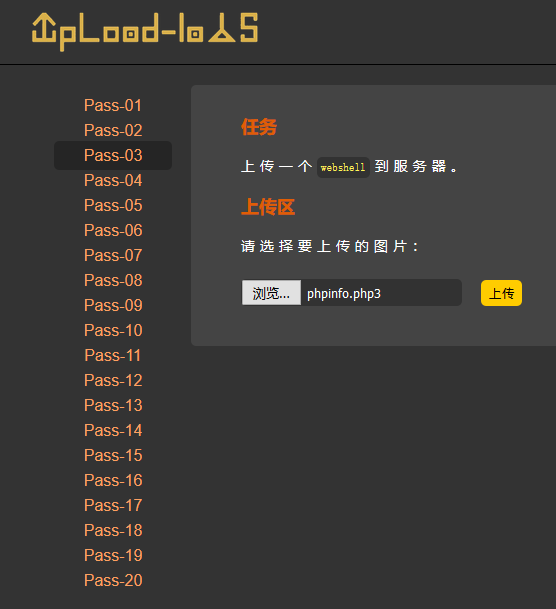 UpLoad-labS
Pass-01
Pass-02
Pass-03
Pass-04
Pass-05
Pass-06
Pass-07
Pass-08
Pass-09
Pass-10
Pass-11
Pass-12
Pass-13
Pass-14
Pass-15
Pass-16
Pass-17
Pass-18
Pass-19
Pass-20
任务
上传一个 webshell 到服务器。
上传区
请选择要上传的图片：
浏览... phpinfo.php3 上传